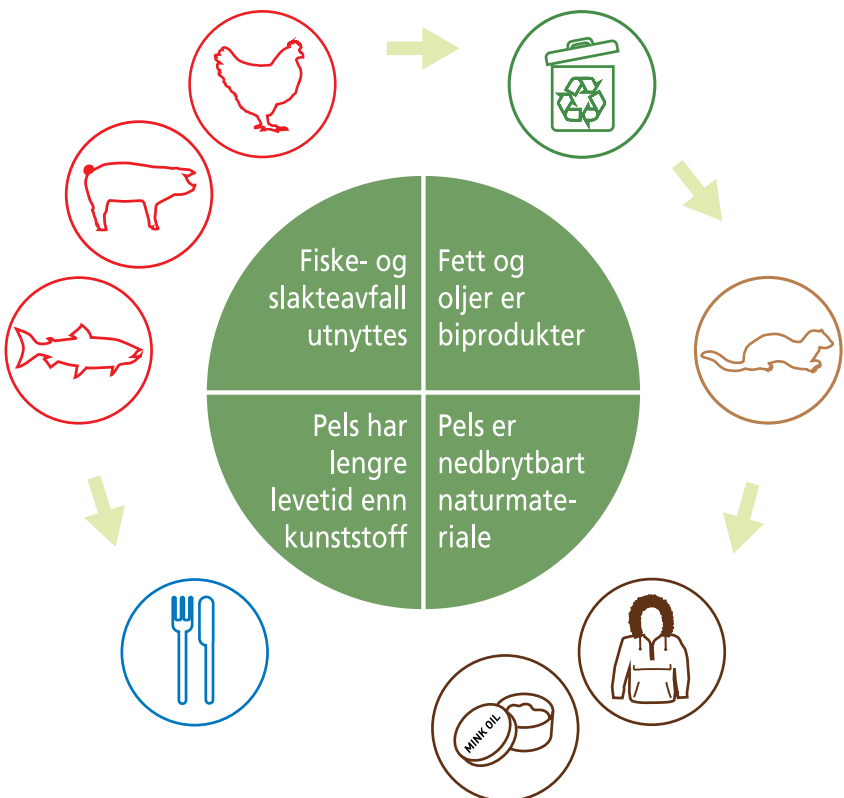 Fiske- og
slakteavfall
utnyttes
Fett og
oljer er
biprodukter
Pels har
lengre
levetid enn
kunststoff
Pels er
nedbrytbart
naturmate-
riale
MINK OIL